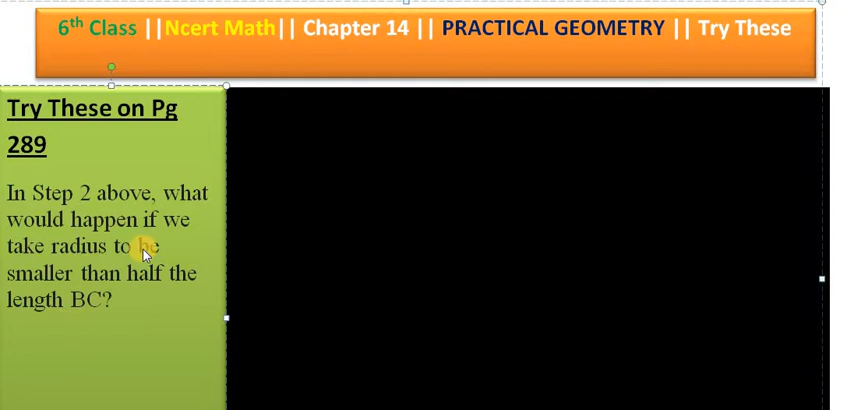 6th Class ||Ncert Math|| Chapter 14 || PRACTICAL GEOMETRY || Try These
Try These on Pg
289
In Step 2 above, what
would happen if we
take radius to be
smaller than half the
length BC?